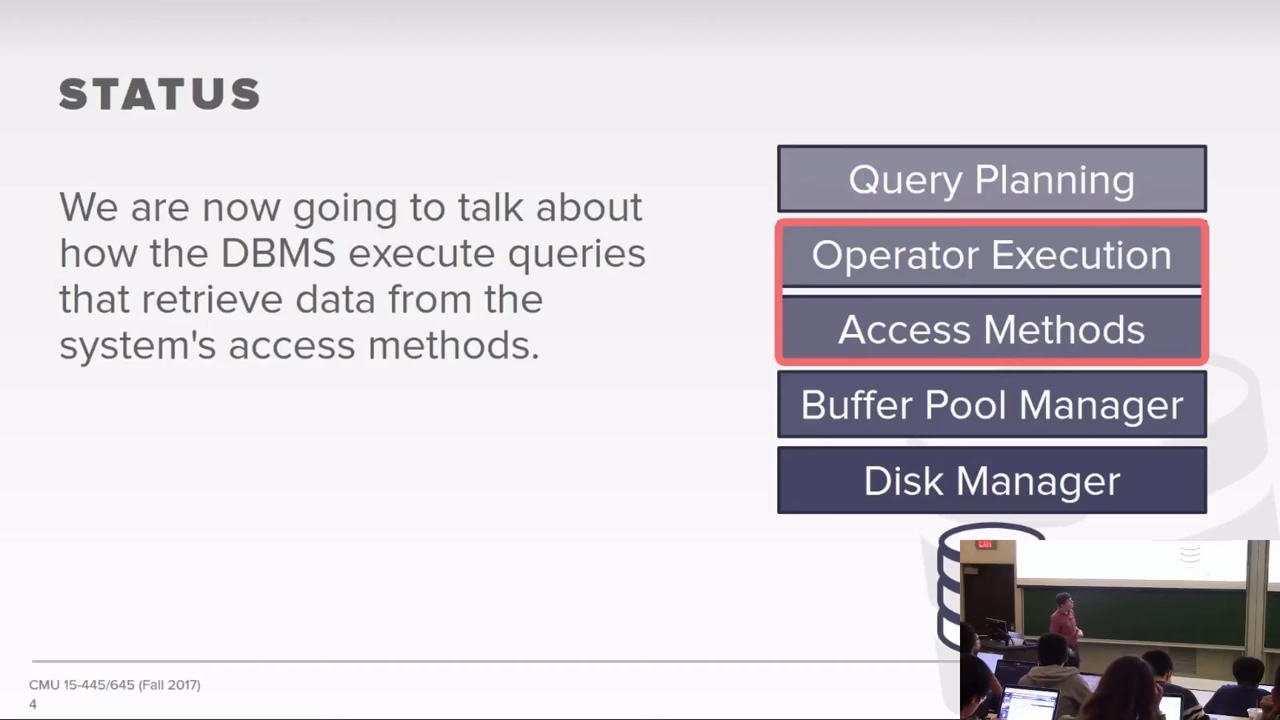 STATUS
We are now going to talk about
how the DBMS execute queries
that retrieve data from the
system's access methods.
Query Planning
Operator Execution
Access Methods
Buffer Pool Manager
Disk Manager
EXIT
CMU 15-445/645 (Fall 2017)
4